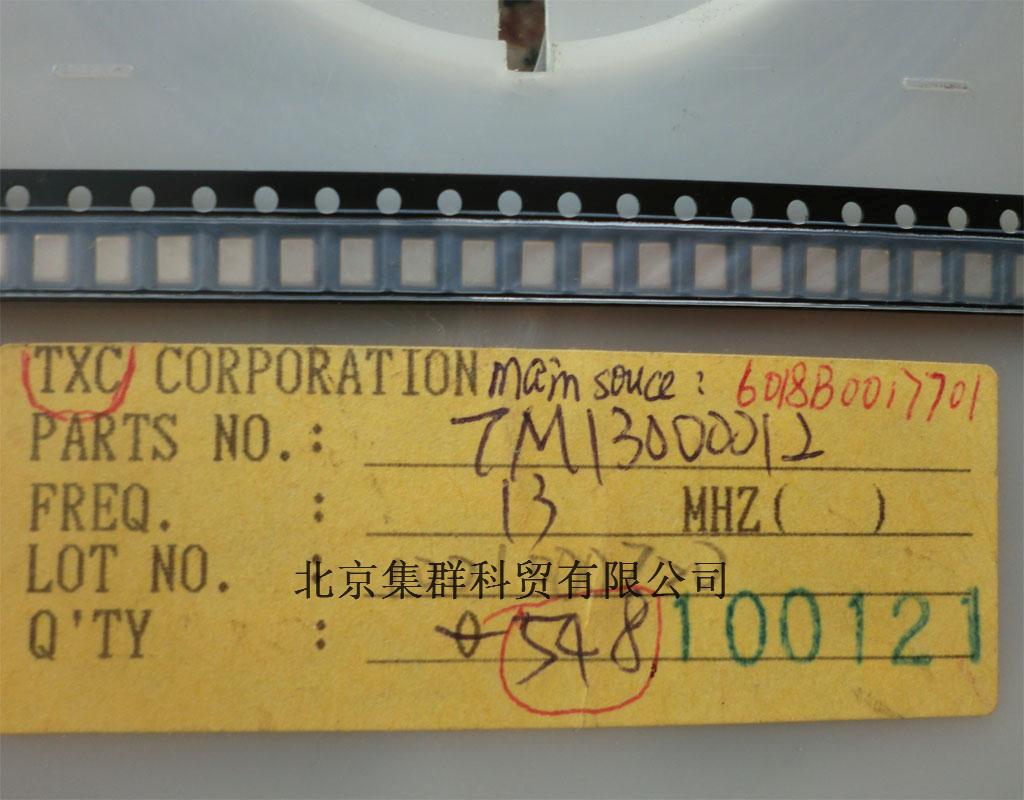 TXC CORPORATION main souce: 6018B0017701
PARTS NO.: 7M13000012
FREQ. : 13 MHZ( )
LOT NO. :
北京集群科贸有限公司
Q'TY : 548 100121